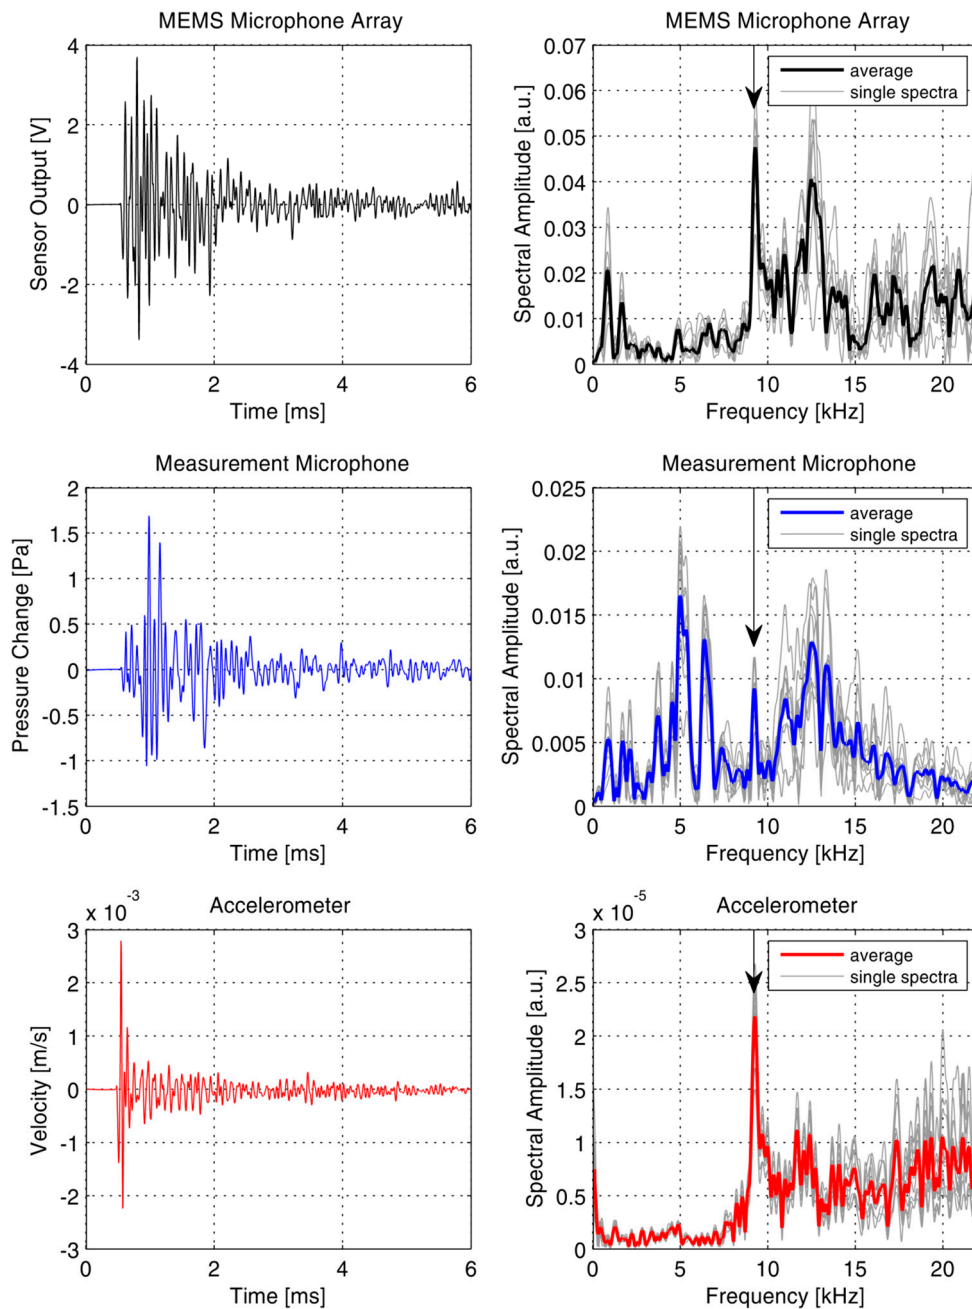 MEMS Microphone Array
Sensor Output [V]
4
2
0
-2
-4
0 2 4 6
Time [ms]
MEMS Microphone Array
Spectral Amplitude [a.u.]
0.07
0.06
0.05
0.04
0.03
0.02
0.01
0
0 5 10 15 20
Frequency [kHz]
average
single spectra
Measurement Microphone
Pressure Change [Pa]
2
1.5
1
0.5
0
-0.5
-1
-1.5
0 2 4 6
Time [ms]
Measurement Microphone
Spectral Amplitude [a.u.]
0.025
0.02
0.015
0.01
0.005
0
0 5 10 15 20
Frequency [kHz]
average
single spectra
Accelerometer
x 10^-3
Velocity [m/s]
3
2
1
0
-1
-2
-3
0 2 4 6
Time [ms]
Accelerometer
x 10^-5
Spectral Amplitude [a.u.]
3
2.5
2
1.5
1
0.5
0
0 5 10 15 20
Frequency [kHz]
average
single spectra